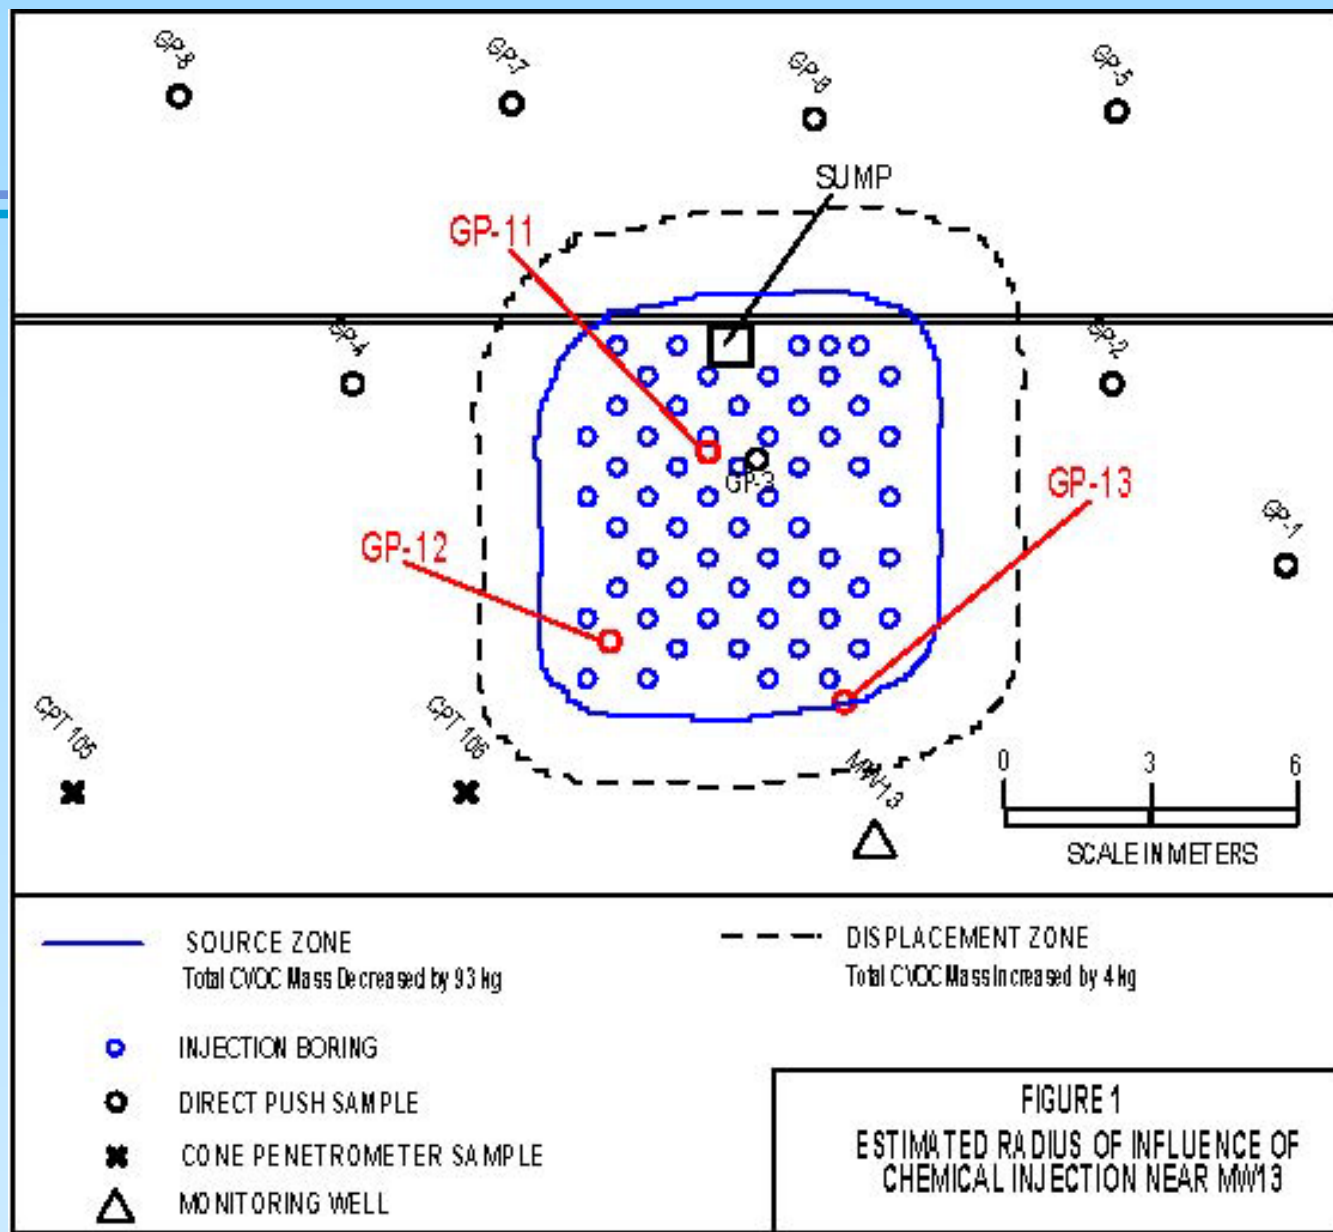 GP-8
GP-7
GP-6
GP-5
SUMP
GP-11
GP-4
GP-2
GP-3
GP-13
GP-1
GP-12
CPT 105
CPT 106
MW13
0 3 6
SCALE IN METERS
SOURCE ZONE
Total CVOC Mass Decreased by 93 kg
DISPLACEMENT ZONE
Total CVOC Mass Increased by 4 kg
INJECTION BORING
DIRECT PUSH SAMPLE
CONE PENETROMETER SAMPLE
MONITORING WELL
FIGURE 1
ESTIMATED RADIUS OF INFLUENCE OF
CHEMICAL INJECTION NEAR MW13